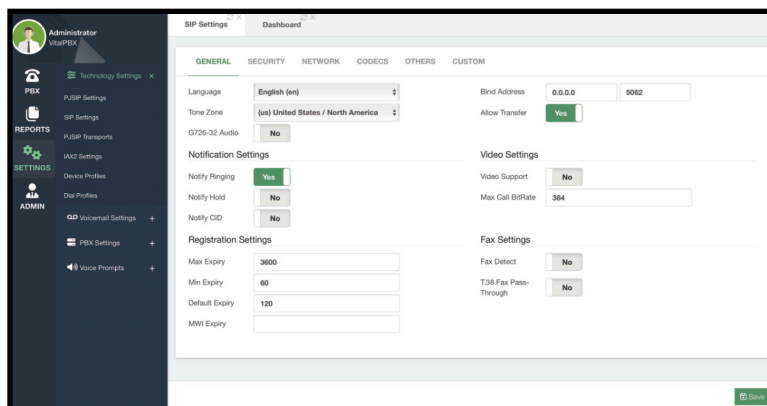 Administrator
VitalPBX
PBX
REPORTS
SETTINGS
ADMIN
Technology Settings ×
PJSIP Settings
SIP Settings
PJSIP Transports
IAX2 Settings
Device Profiles
Dial Profiles
Voicemail Settings +
PBX Settings +
Voice Prompts +
SIP Settings ×
Dashboard ×
GENERAL SECURITY NETWORK CODECS OTHERS CUSTOM
Language English (en)
Tone Zone (us) United States / North America
G726-32 Audio No
Bind Address 0.0.0.0 5062
Allow Transfer Yes
Notification Settings
Notify Ringing Yes
Notify Hold No
Notify CID No
Video Settings
Video Support No
Max Call BitRate 384
Registration Settings
Max Expiry 3600
Min Expiry 60
Default Expiry 120
MWI Expiry
Fax Settings
Fax Detect No
T.38 Fax Pass-
Through No
Save